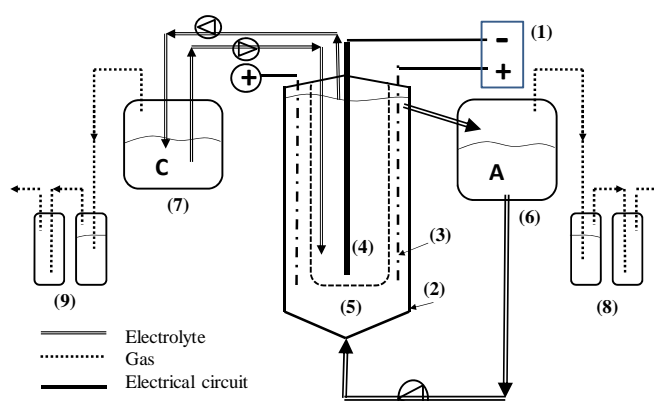 (1)
-
+
+
C
A
(7)
(6)
(4)
(3)
(5)
(2)
(9)
(8)
Electrolyte
Gas
Electrical circuit